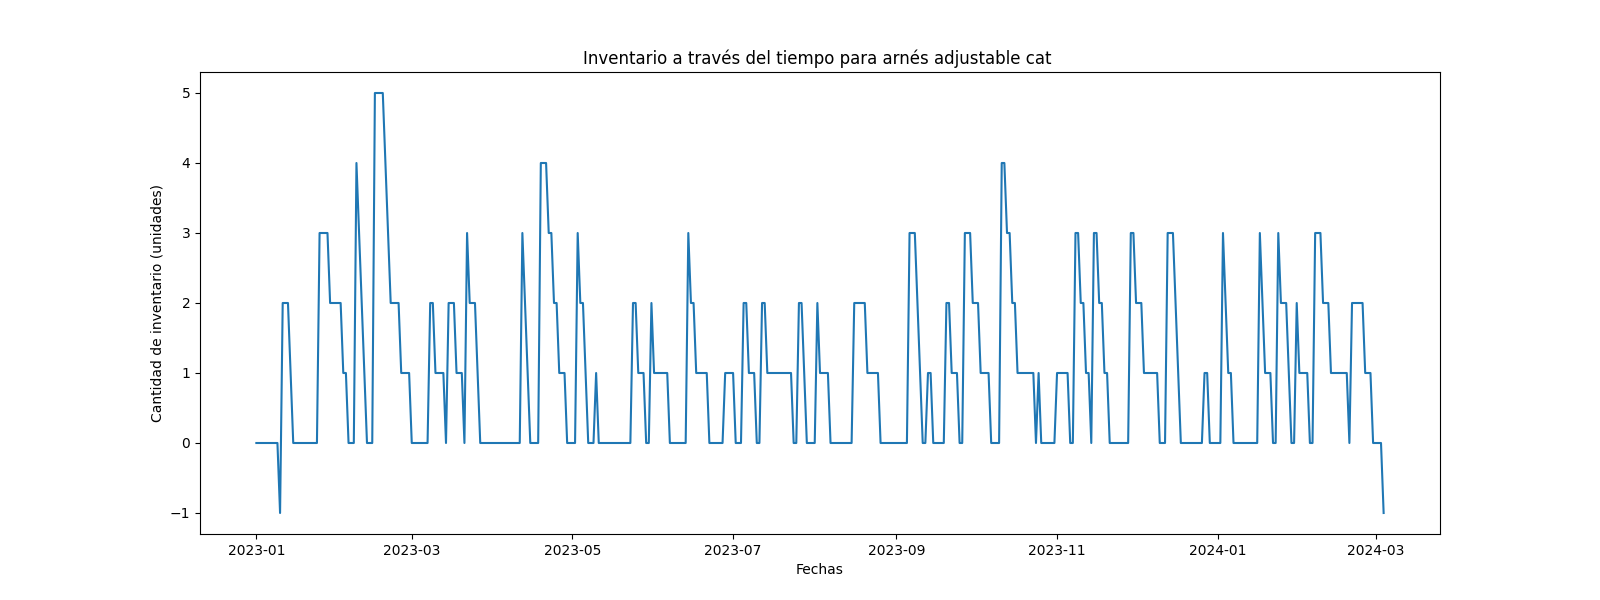 Inventario a través del tiempo para arnés adjustable cat
Cantidad de inventario (unidades)
5
4
3
2
1
0
−1
2023-01 2023-03 2023-05 2023-07 2023-09 2023-11 2024-01 2024-03
Fechas